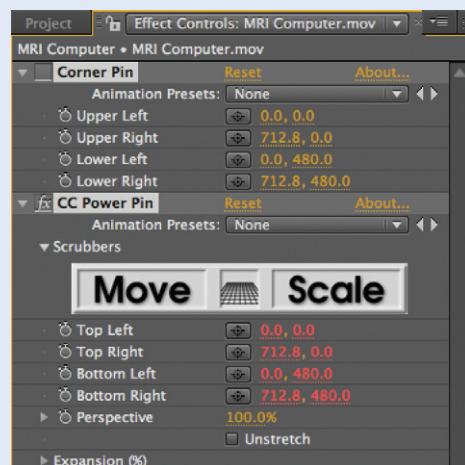 Project Effect Controls: MRI Computer.mov
MRI Computer • MRI Computer.mov
Corner Pin Reset About...
Animation Presets: None
Upper Left 0.0, 0.0
Upper Right 712.8, 0.0
Lower Left 0.0, 480.0
Lower Right 712.8, 480.0
fx CC Power Pin Reset About...
Animation Presets: None
Scrubbers
Move Scale
Top Left 0.0, 0.0
Top Right 712.8, 0.0
Bottom Left 0.0, 480.0
Bottom Right 712.8, 480.0
Perspective 100.0%
Unstretch
Expansion (%)